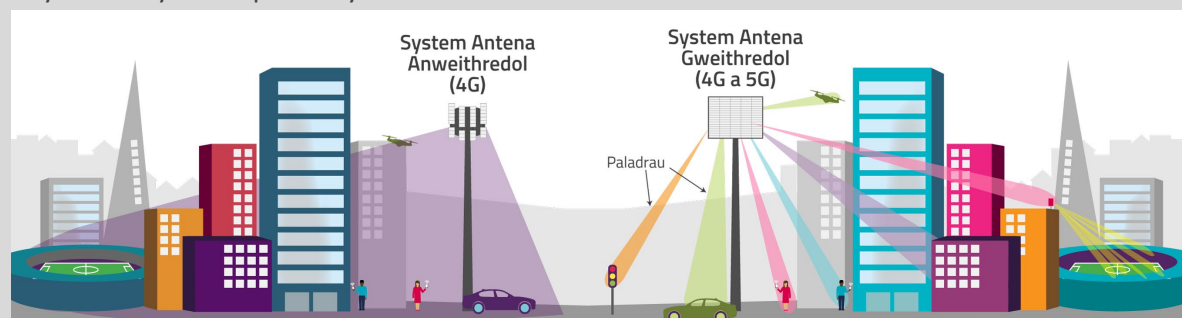 System Antena
Anweithredol
(4G)
System Antena
Gweithredol
(4G a 5G)
Paladrau